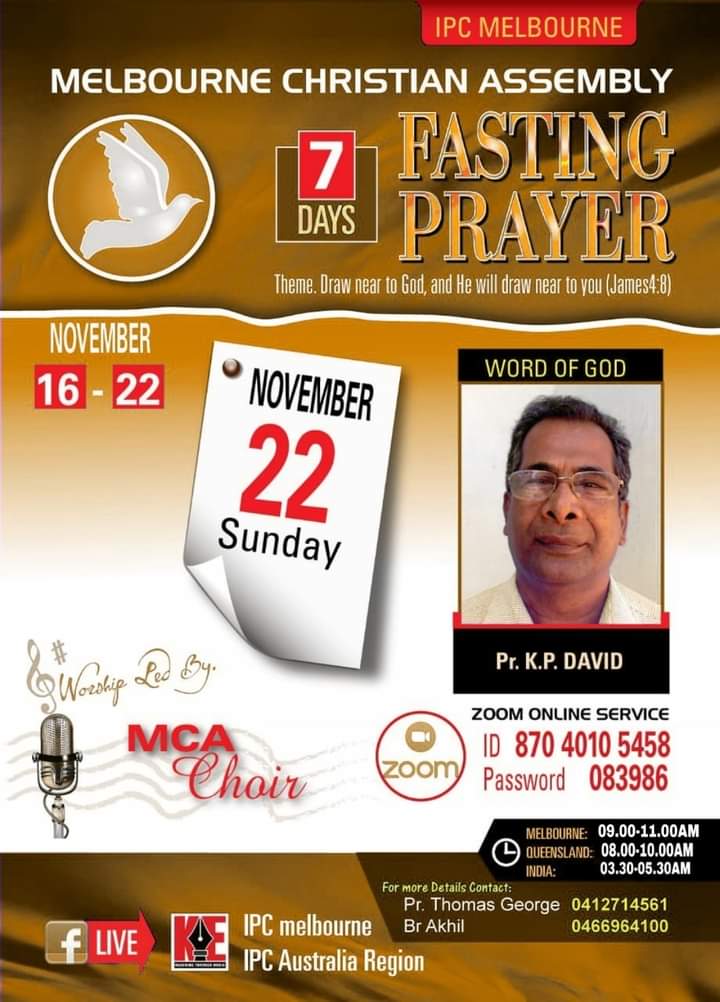 IPC MELBOURNE
MELBOURNE CHRISTIAN ASSEMBLY
7
DAYS
FASTING
PRAYER
Theme. Draw near to God, and He will draw near to you (James4:8)
NOVEMBER
16 - 22
NOVEMBER
22
Sunday
WORD OF GOD
Pr. K.P. DAVID
Worship Led By.
MCA
Choir
zoom
ZOOM ONLINE SERVICE
ID 870 4010 5458
Password 083986
MELBOURNE: 09.00-11.00AM
QUEENSLAND: 08.00-10.00AM
INDIA: 03.30-05.30AM
For more Details Contact:
Pr. Thomas George 0412714561
Br Akhil 0466964100
f LIVE
IPC melbourne
IPC Australia Region